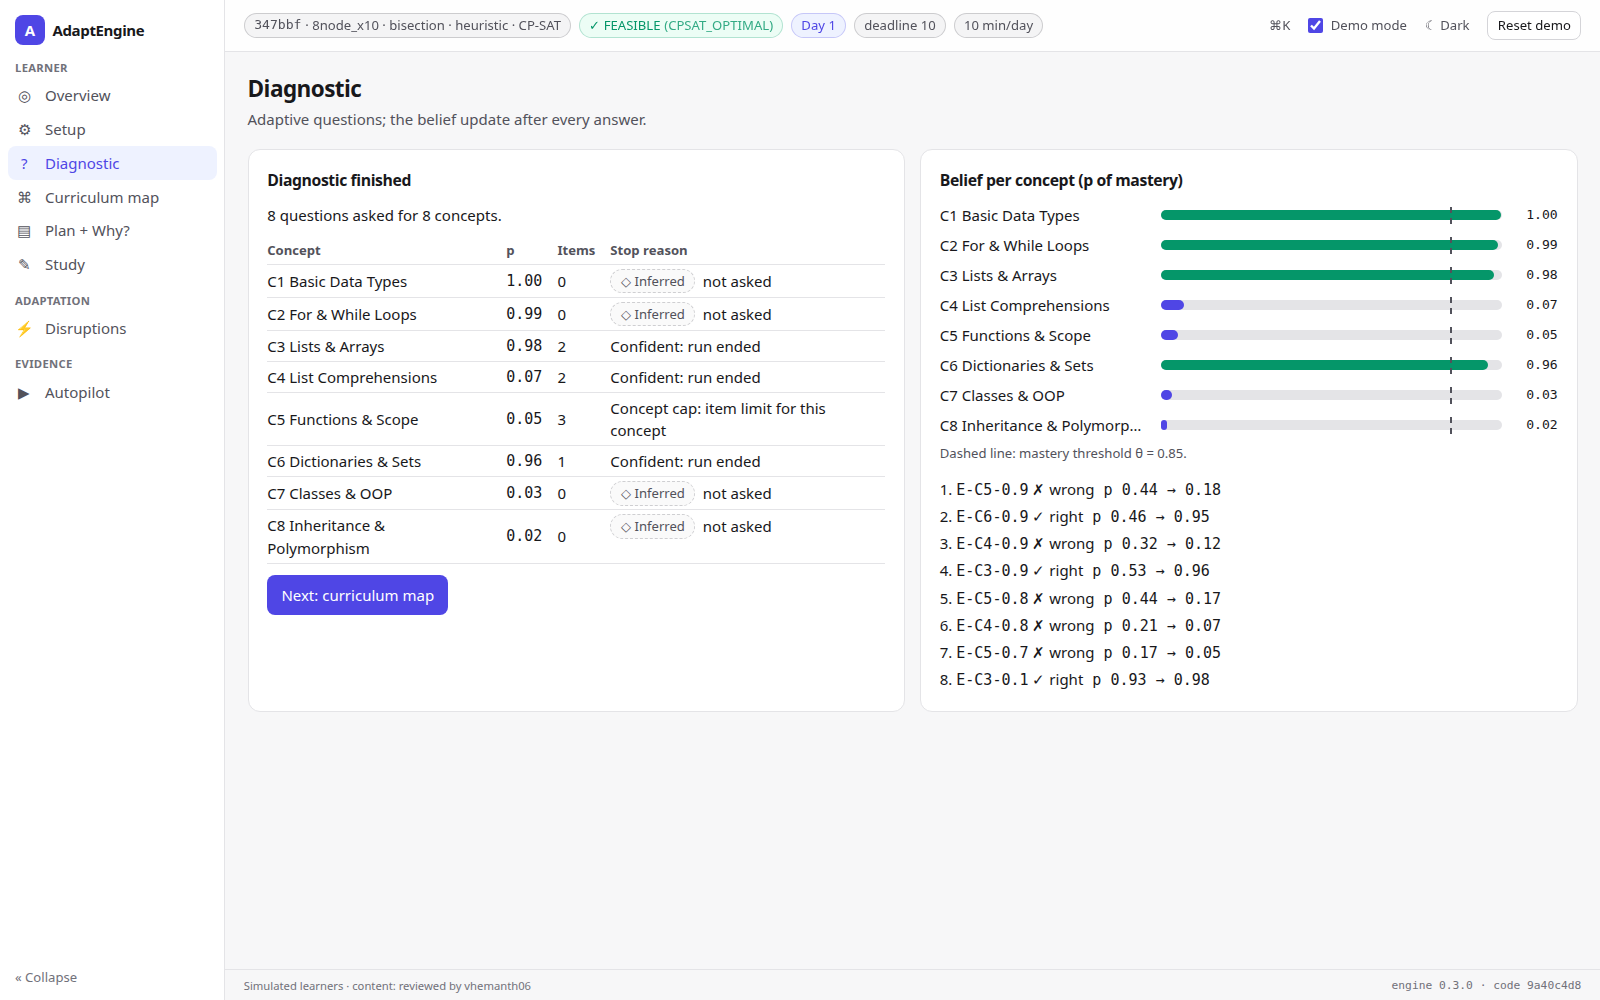 A AdaptEngine
LEARNER
◎ Overview
⚙ Setup
? Diagnostic
⌘ Curriculum map
▤ Plan + Why?
✎ Study
ADAPTATION
⚡ Disruptions
EVIDENCE
▶ Autopilot
« Collapse
347bbf · 8node_x10 · bisection · heuristic · CP-SAT
✓ FEASIBLE (CPSAT_OPTIMAL)
Day 1
deadline 10
10 min/day
⌘K
Demo mode
☾ Dark
Reset demo
Diagnostic
Adaptive questions; the belief update after every answer.
Diagnostic finished
8 questions asked for 8 concepts.
Concept p Items Stop reason
C1 Basic Data Types 1.00 0 ◇ Inferred not asked
C2 For & While Loops 0.99 0 ◇ Inferred not asked
C3 Lists & Arrays 0.98 2 Confident: run ended
C4 List Comprehensions 0.07 2 Confident: run ended
C5 Functions & Scope 0.05 3 Concept cap: item limit for this
concept
C6 Dictionaries & Sets 0.96 1 Confident: run ended
C7 Classes & OOP 0.03 0 ◇ Inferred not asked
C8 Inheritance &
Polymorphism 0.02 0 ◇ Inferred not asked
Next: curriculum map
Belief per concept (p of mastery)
C1 Basic Data Types 1.00
C2 For & While Loops 0.99
C3 Lists & Arrays 0.98
C4 List Comprehensions 0.07
C5 Functions & Scope 0.05
C6 Dictionaries & Sets 0.96
C7 Classes & OOP 0.03
C8 Inheritance & Polymorp... 0.02
Dashed line: mastery threshold θ = 0.85.
1. E-C5-0.9 ✗ wrong p 0.44 → 0.18
2. E-C6-0.9 ✓ right p 0.46 → 0.95
3. E-C4-0.9 ✗ wrong p 0.32 → 0.12
4. E-C3-0.9 ✓ right p 0.53 → 0.96
5. E-C5-0.8 ✗ wrong p 0.44 → 0.17
6. E-C4-0.8 ✗ wrong p 0.21 → 0.07
7. E-C5-0.7 ✗ wrong p 0.17 → 0.05
8. E-C3-0.1 ✓ right p 0.93 → 0.98
Simulated learners · content: reviewed by vhemanth06
engine 0.3.0 · code 9a40c4d8